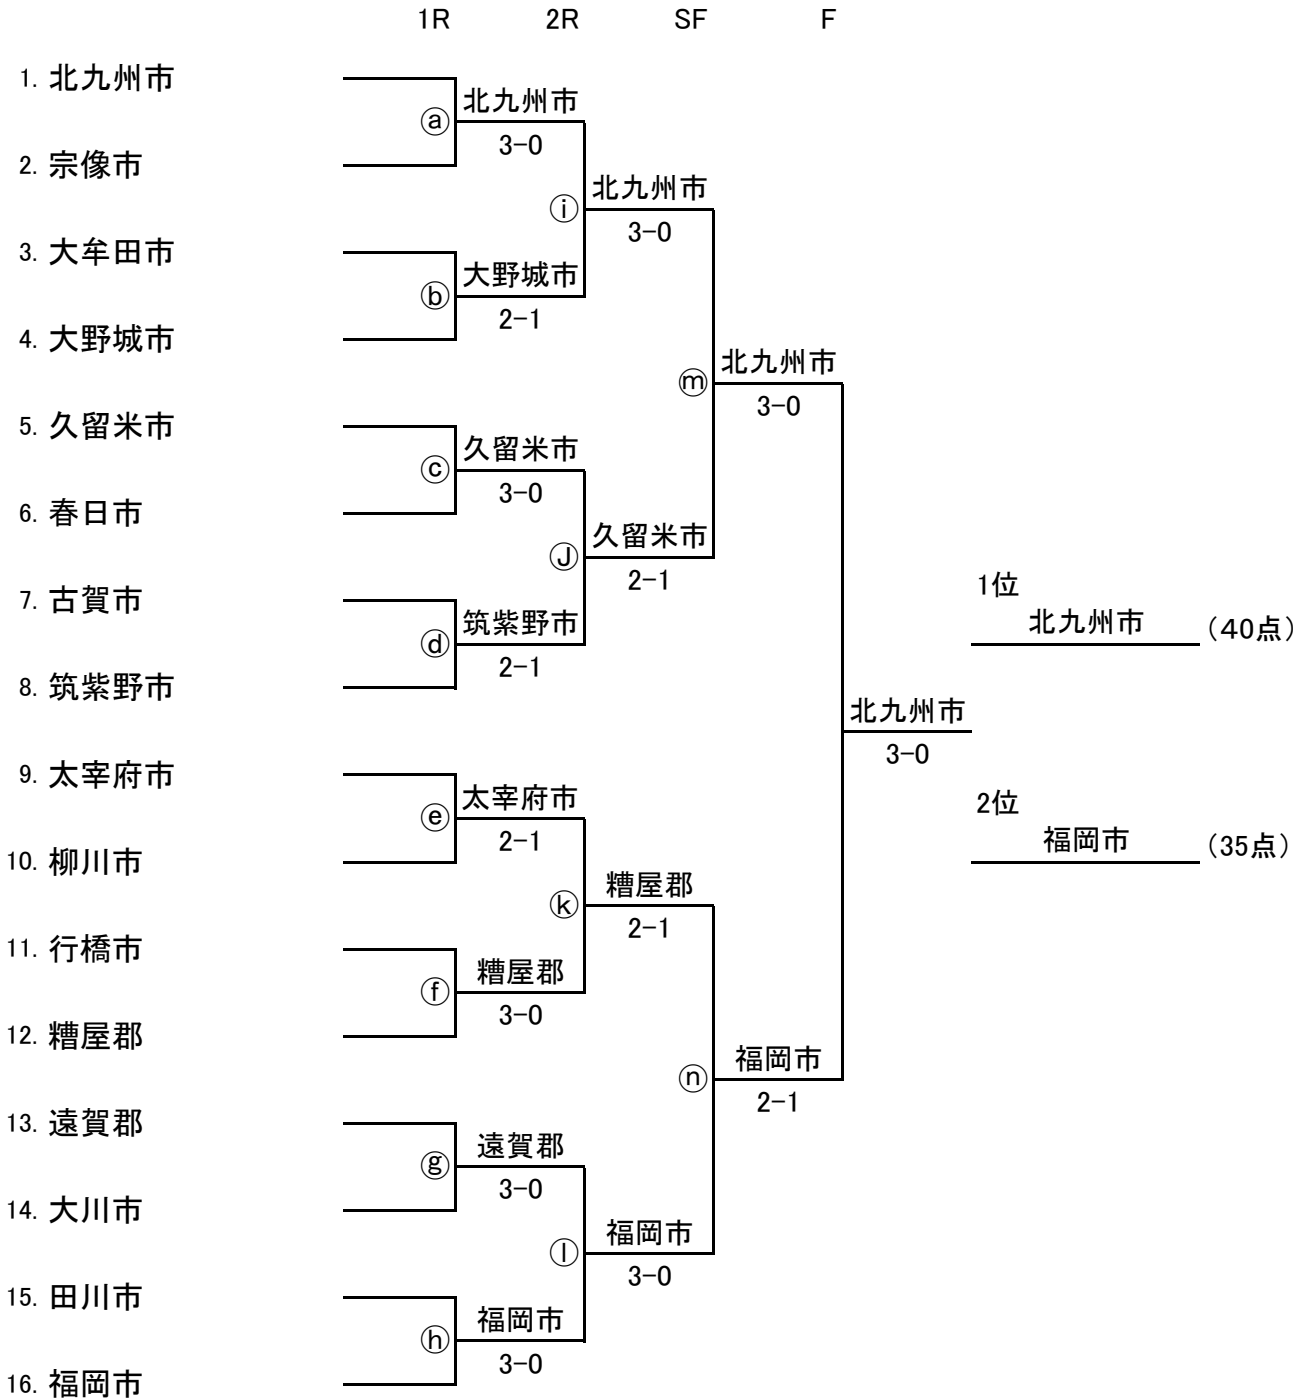 1R 2R SF F
1. 北九州市
北九州市
ⓐ
3-0
2. 宗像市
北九州市
ⓘ
3-0
3. 大牟田市
大野城市
ⓑ
2-1
4. 大野城市
北九州市
ⓜ
3-0
5. 久留米市
久留米市
ⓒ
3-0
6. 春日市
久留米市
Ⓙ
2-1
7. 古賀市
筑紫野市
ⓓ
2-1
8. 筑紫野市
1位
北九州市 (40点)
北九州市
3-0
9. 太宰府市
太宰府市
ⓔ
2-1
2位
福岡市 (35点)
10. 柳川市
糟屋郡
ⓚ
2-1
11. 行橋市
糟屋郡
ⓕ
3-0
12. 糟屋郡
福岡市
ⓝ
2-1
13. 遠賀郡
遠賀郡
ⓖ
3-0
14. 大川市
福岡市
ⓛ
3-0
15. 田川市
福岡市
ⓗ
3-0
16. 福岡市